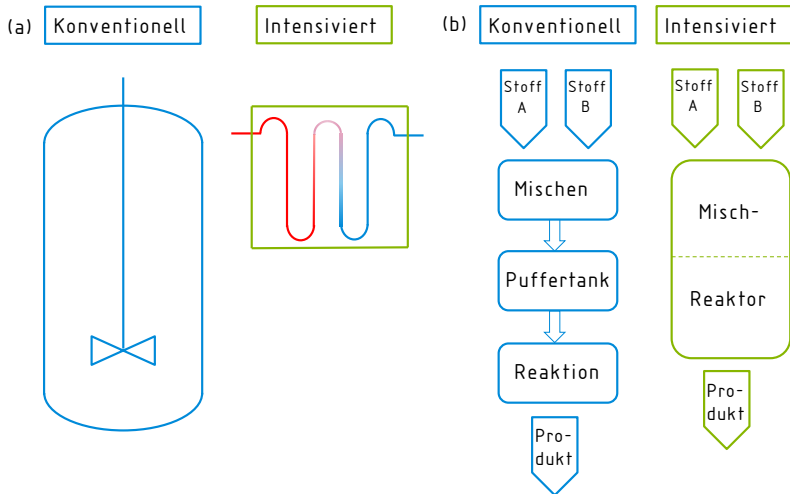 (a)
Konventionell
Intensiviert
(b)
Konventionell
Intensiviert
Stoff
A
Stoff
B
Stoff
A
Stoff
B
Mischen
Puffertank
Reaktion
Pro-
dukt
Misch-
Reaktor
Pro-
dukt